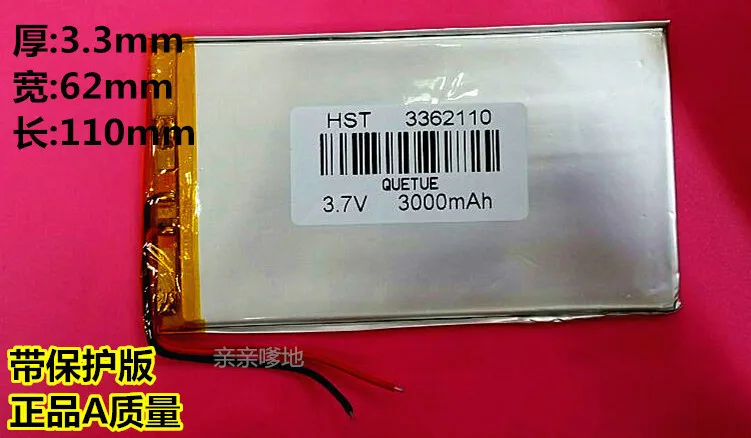 厚:3.3mm
宽:62mm
长:110mm
HST 3362110
QUETUE
3.7V 3000mAh
亲亲嗲地
带保护版
正品A质量